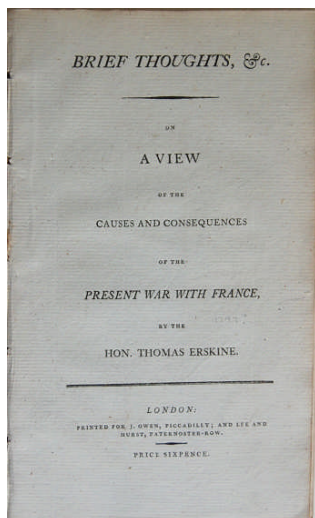 BRIEF THOUGHTS, &c.
ON
A VIEW
OF THE
CAUSES AND CONSEQUENCES
OF THE
PRESENT WAR WITH FRANCE,
BY THE
HON. THOMAS ERSKINE.
LONDON:
PRINTED FOR J. OWEN, PICCADILLY; AND LEE AND
HURST, PATERNOSTER-ROW.
PRICE SIXPENCE.